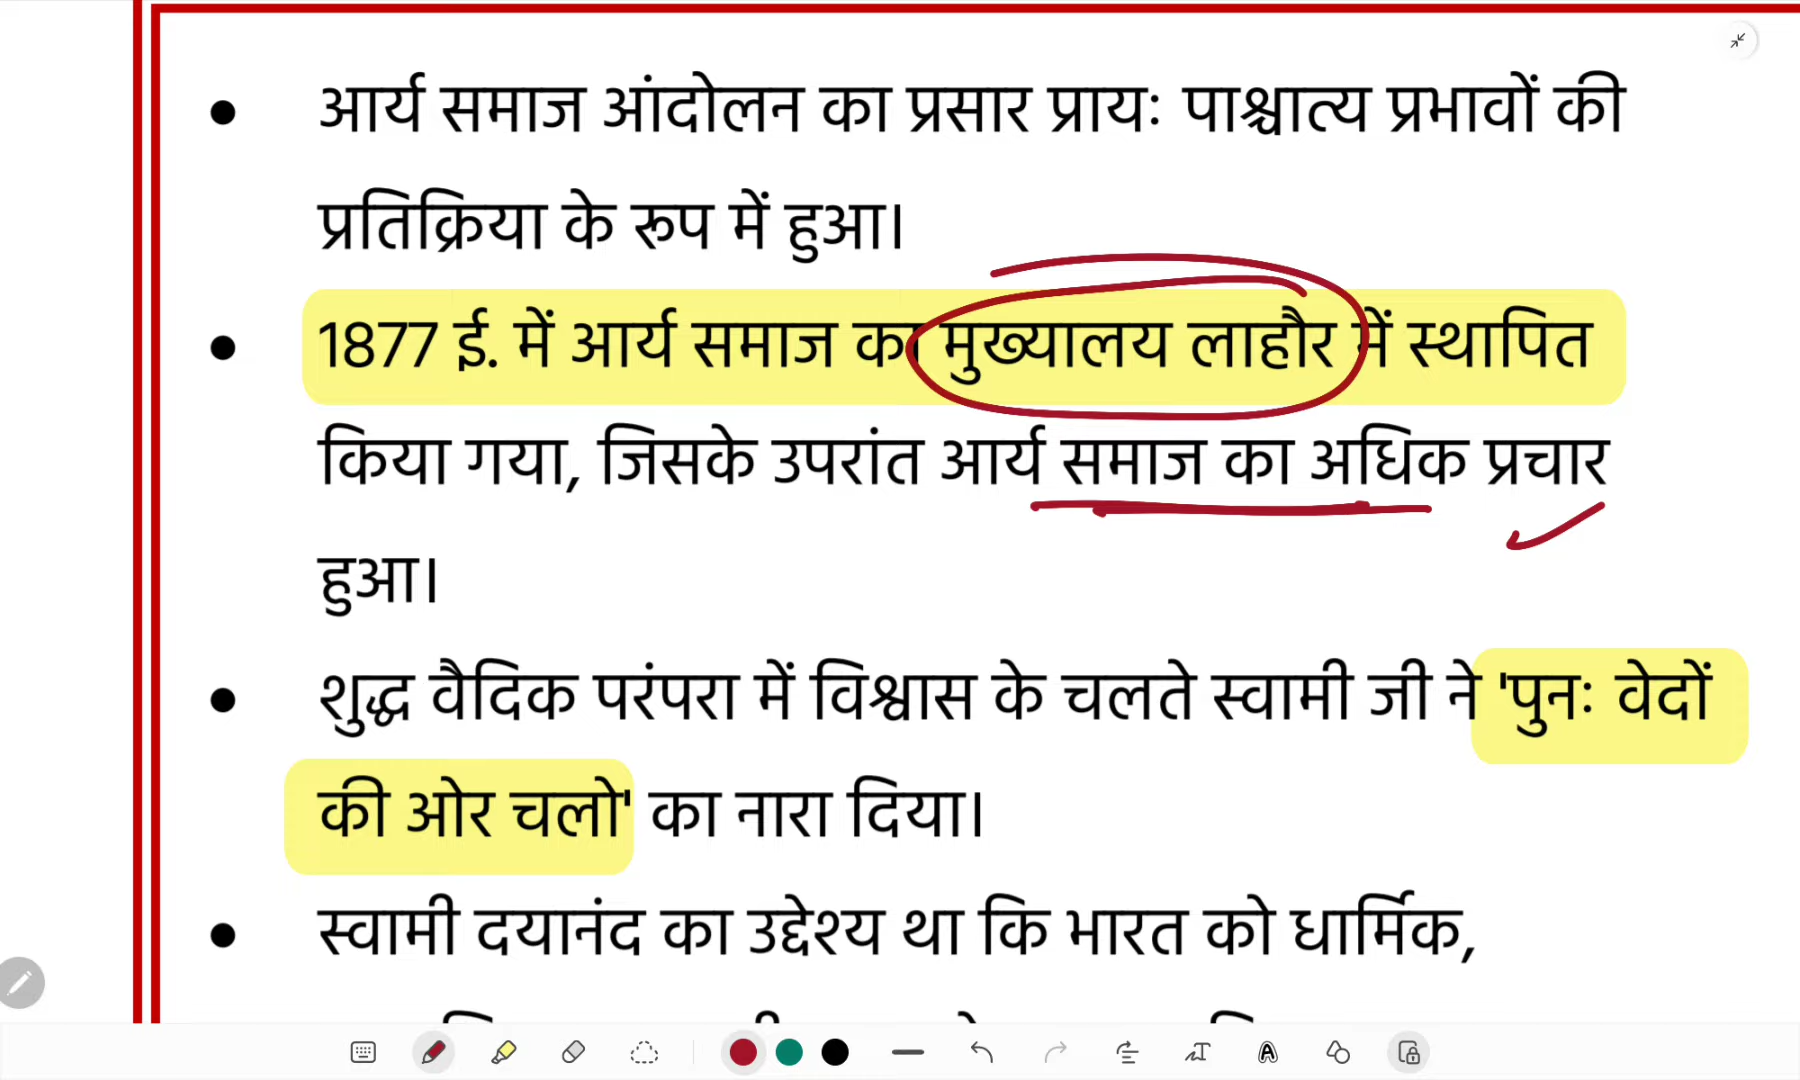 आर्य समाज आंदोलन का प्रसार प्रायः पाश्चात्य प्रभावों की
प्रतिक्रिया के रूप में हुआ।
1877 ई. में आर्य समाज का मुख्यालय लाहौर में स्थापित
किया गया, जिसके उपरांत आर्य समाज का अधिक प्रचार
हुआ।
शुद्ध वैदिक परंपरा में विश्वास के चलते स्वामी जी ने 'पुनः वेदों
की ओर चलो' का नारा दिया।
स्वामी दयानंद का उद्देश्य था कि भारत को धार्मिक,